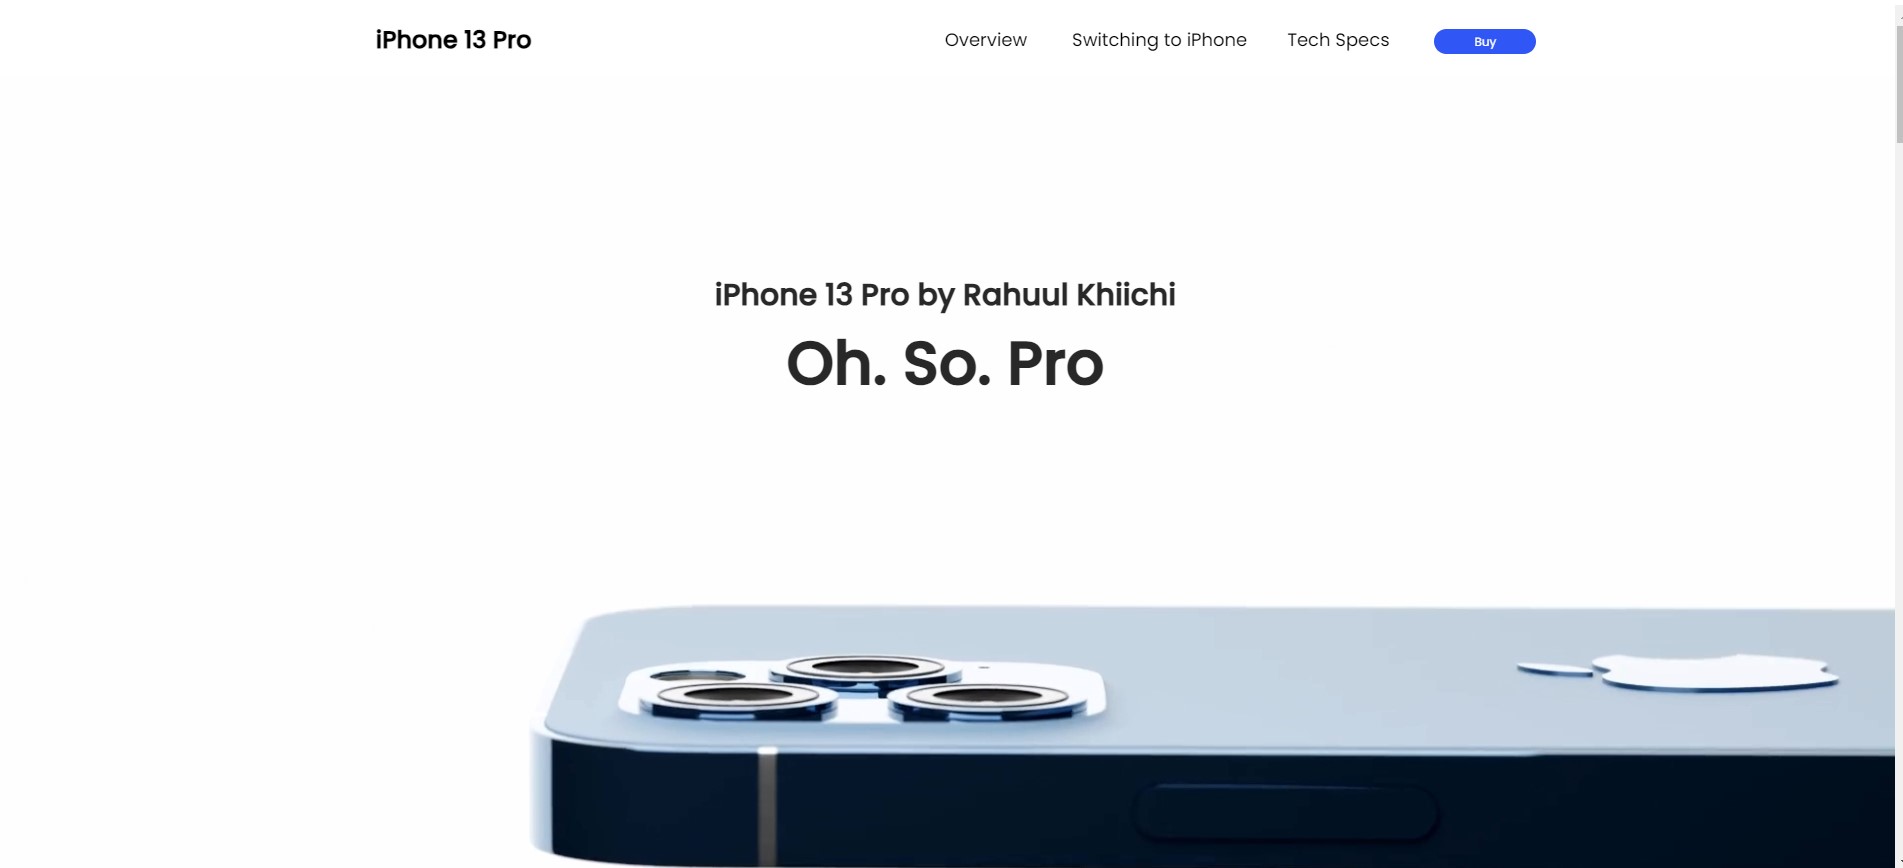 iPhone 13 Pro
Overview Switching to iPhone Tech Specs Buy
iPhone 13 Pro by Rahuul Khiichi
Oh. So. Pro